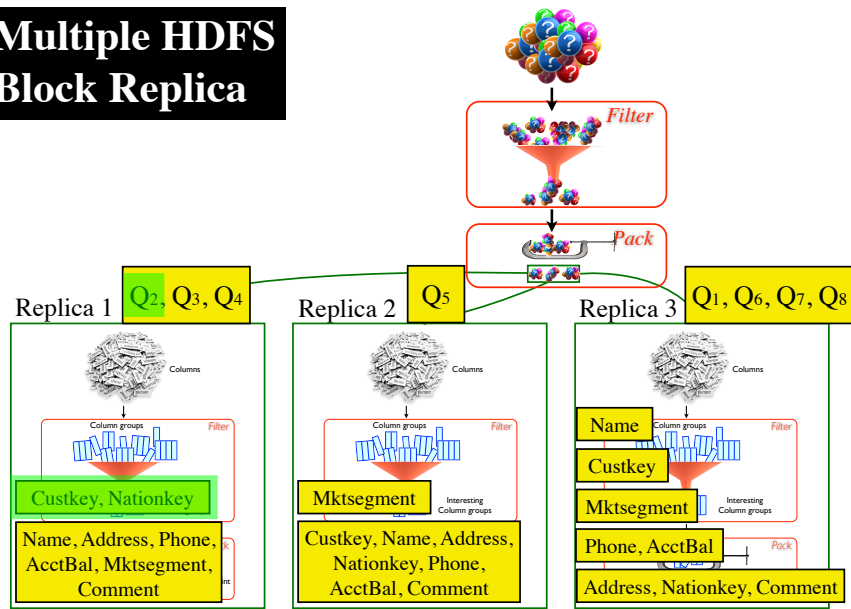 Multiple HDFS
Block Replica
? ? ? ? ? ? ?
Filter
Pack
Replica 1
Q2, Q3, Q4
Columns
Column groups
Filter
Custkey, Nationkey
Name, Address, Phone,
AcctBal, Mktsegment,
Comment
Replica 2
Q5
Columns
Column groups
Filter
Mktsegment
Interesting
Column groups
Custkey, Name, Address,
Nationkey, Phone,
AcctBal, Comment
Replica 3
Q1, Q6, Q7, Q8
Columns
Column groups
Filter
Name
Custkey
Mktsegment
Interesting
Column groups
Phone, AcctBal
Pack
Address, Nationkey, Comment